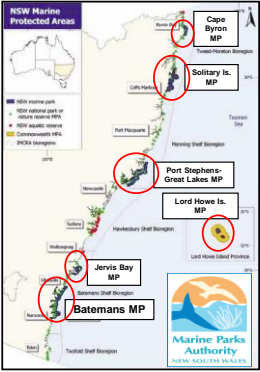 NSW Marine
Protected Areas
NSW marine park
NSW national park or
nature reserve MPA
NSW aquatic reserve
Commonwealth MPA
IMCRA bioregions
Byron Bay
Cape
Byron
MP
Tweed-Moreton Bioregion
Solitary Is.
MP
Coffs Harbour
Tasman
Sea
Port Macquarie
Manning Shelf Bioregion
Port Stephens-
Great Lakes MP
Newcastle
Lord Howe Is.
MP
Sydney
Hawkesbury Shelf Bioregion
Lord Howe Island Province
Wollongong
Jervis Bay
MP
Batemans Shelf Bioregion
Batemans MP
Narooma
Eden
Twofold Shelf Bioregion
Marine Parks
Authority
NEW SOUTH WALES